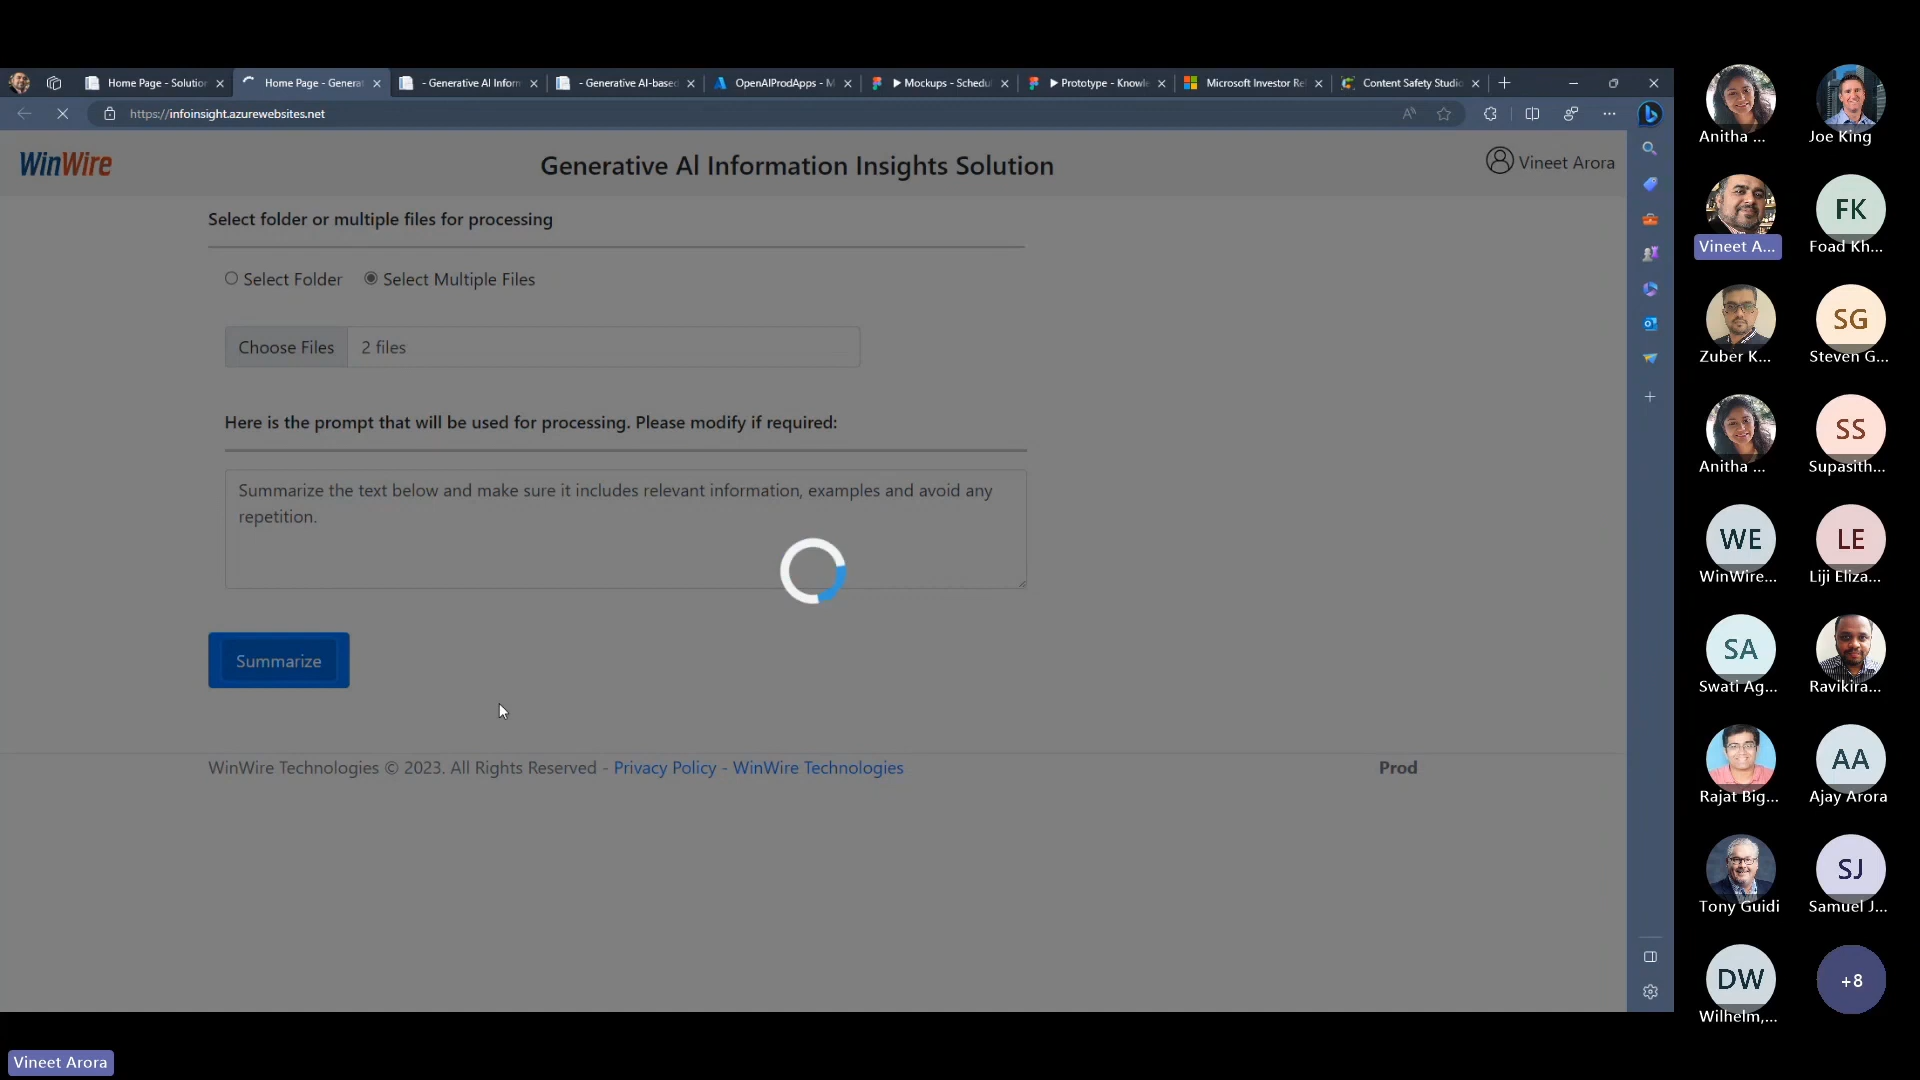 Home Page - Solution
Home Page - Generat
- Generative AI Inform
- Generative AI-based
OpenAIProdApps - M
▶ Mockups - Schedu
▶ Prototype - Knowle
Microsoft Investor Re
Content Safety Studio
https://infoinsight.azurewebsites.net
WinWire
Generative AI Information Insights Solution
Vineet Arora
Select folder or multiple files for processing
Select Folder
Select Multiple Files
Choose Files
2 files
Here is the prompt that will be used for processing. Please modify if required:
Summarize the text below and make sure it includes relevant information, examples and avoid any
repetition.
Summarize
WinWire Technologies © 2023. All Rights Reserved - Privacy Policy - WinWire Technologies
Prod
Anitha ...
Joe King
Vineet A...
FK
Foad Kh...
Zuber K...
SG
Steven G...
Anitha ...
SS
Supasith...
WE
WinWire...
LE
Liji Eliza...
SA
Swati Ag...
Ravikira...
Rajat Big...
AA
Ajay Arora
Tony Guidi
SJ
Samuel J...
DW
Wilhelm,...
+8
Vineet Arora